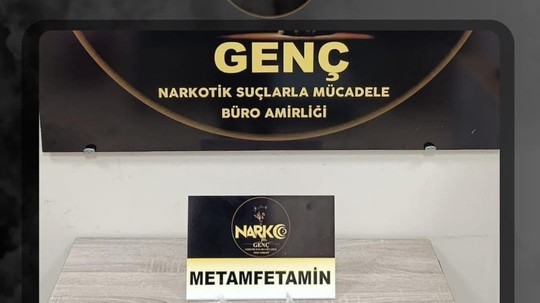 GENÇ
NARKOTİK SUÇLARLA MÜCADELE
BÜRO AMİRLİĞİ
NARKO
GENÇ
METAMFETAMİN